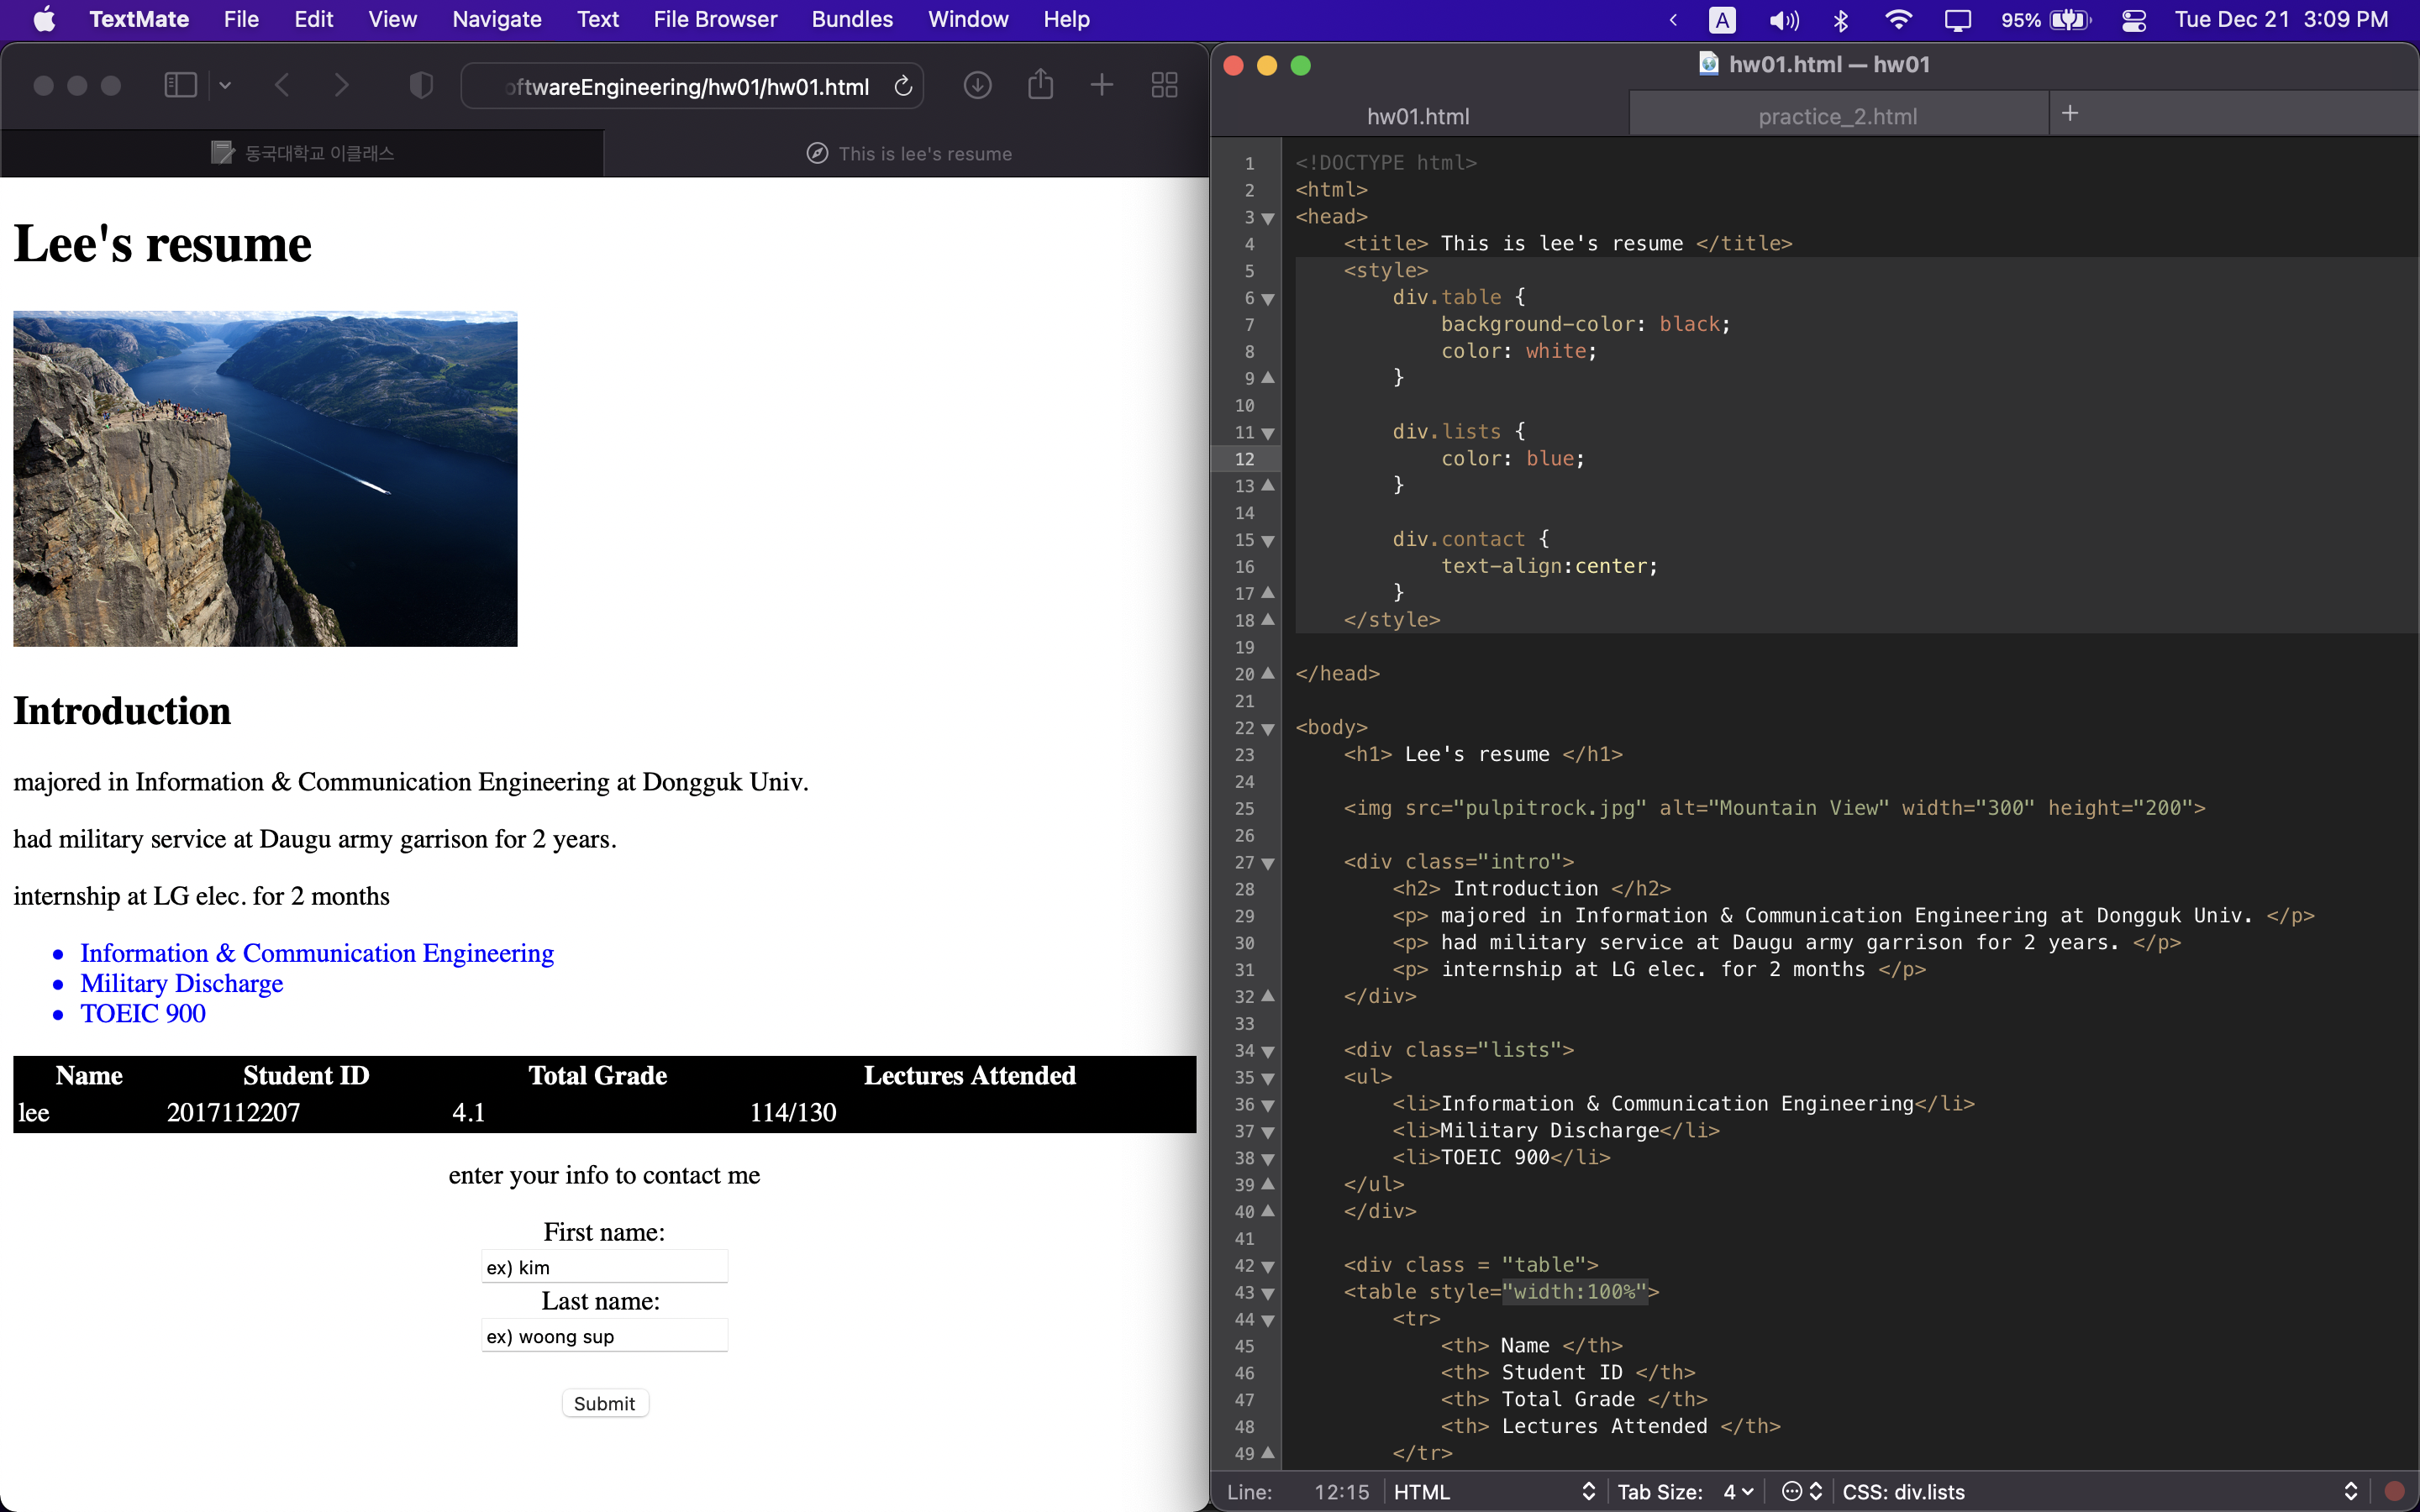 TextMate File Edit View Navigate Text File Browser Bundles Window Help A 95% Tue Dec 21 3:09 PM
oftwareEngineering/hw01/hw01.html
동국대학교 이클래스 This is lee's resume
Lee's resume
Introduction
majored in Information & Communication Engineering at Dongguk Univ.
had military service at Daugu army garrison for 2 years.
internship at LG elec. for 2 months
• Information & Communication Engineering
• Military Discharge
• TOEIC 900
Name Student ID Total Grade Lectures Attended
lee 2017112207 4.1 114/130
enter your info to contact me
First name:
ex) kim
Last name:
ex) woong sup
Submit
hw01.html — hw01
hw01.html practice_2.html
1 <!DOCTYPE html>
2 <html>
3 <head>
4 <title> This is lee's resume </title>
5 <style>
6 div.table {
7 background-color: black;
8 color: white;
9 }
10
11 div.lists {
12 color: blue;
13 }
14
15 div.contact {
16 text-align:center;
17 }
18 </style>
19
20 </head>
21
22 <body>
23 <h1> Lee's resume </h1>
24
25 <img src="pulpitrock.jpg" alt="Mountain View" width="300" height="200">
26
27 <div class="intro">
28 <h2> Introduction </h2>
29 <p> majored in Information & Communication Engineering at Dongguk Univ. </p>
30 <p> had military service at Daugu army garrison for 2 years. </p>
31 <p> internship at LG elec. for 2 months </p>
32 </div>
33
34 <div class="lists">
35 <ul>
36 <li>Information & Communication Engineering</li>
37 <li>Military Discharge</li>
38 <li>TOEIC 900</li>
39 </ul>
40 </div>
41
42 <div class = "table">
43 <table style="width:100%">
44 <tr>
45 <th> Name </th>
46 <th> Student ID </th>
47 <th> Total Grade </th>
48 <th> Lectures Attended </th>
49 </tr>
Line: 12:15 HTML Tab Size: 4 CSS: div.lists